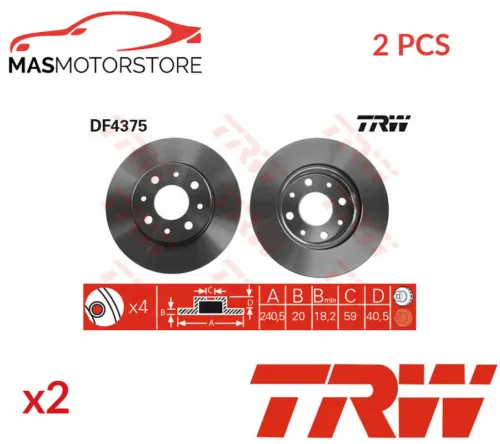 2 PCS
MASMOTORSTORE
DF4375
TRW
x4
C
D
B
A
A B Bmin C D
240,5 20 18,2 59 40,5
x2
TRW